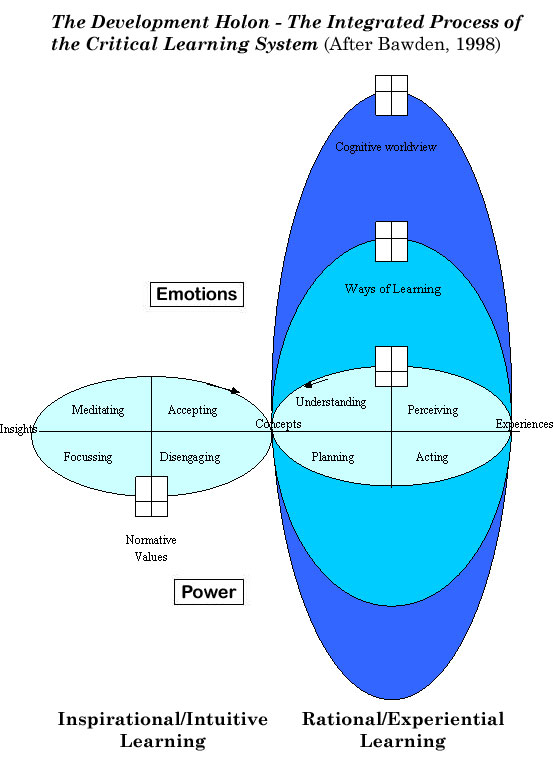 The Development Holon - The Integrated Process of
the Critical Learning System (After Bawden, 1998)
Cognitive worldview
Ways of Learning
Emotions
Understanding
Meditating
Accepting
Perceiving
Insights
Concepts
Experiences
Focussing
Disengaging
Planning
Acting
Normative
Values
Power
Inspirational/Intuitive
Learning
Rational/Experiential
Learning